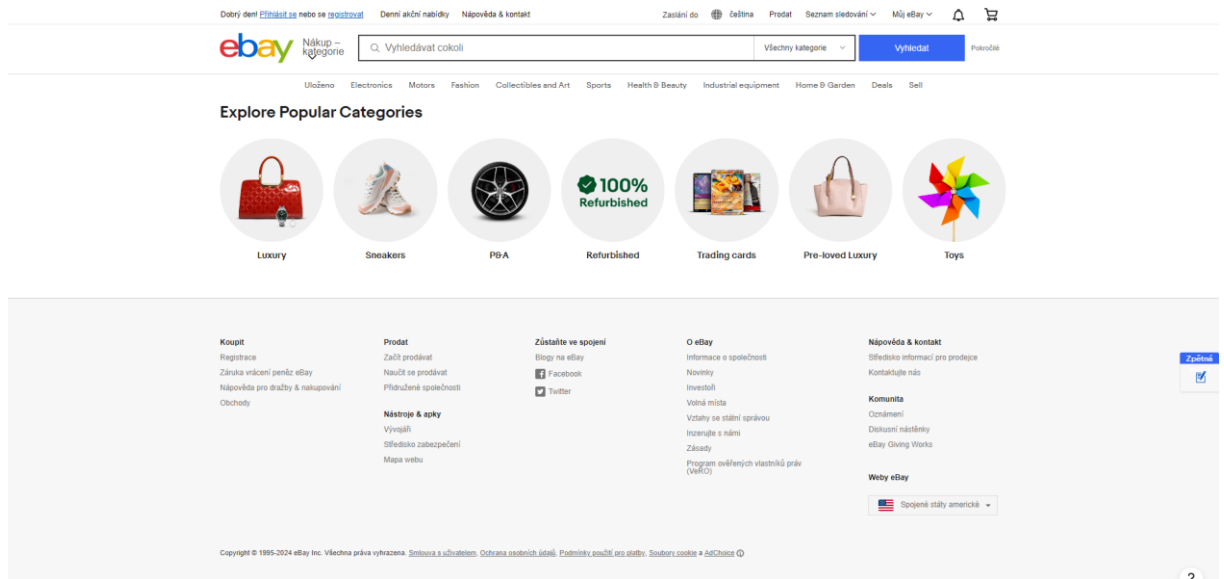 Dobrý den! Přihlásit se nebo se registrovat Denní akční nabídky Nápověda & kontakt Zaslání do čeština Prodat Seznam sledování Můj eBay
ebay Nákup – kategorie Vyhledávat cokoli Všechny kategorie Vyhledat Pokročilé
Uloženo Electronics Motors Fashion Collectibles and Art Sports Health & Beauty Industrial equipment Home & Garden Deals Sell
Explore Popular Categories
100%
Refurbished
Luxury Sneakers P&A Refurbished Trading cards Pre-loved Luxury Toys
Koupit
Registrace
Záruka vrácení peněz eBay
Nápověda pro dražby & nakupování
Obchody
Prodat
Začít prodávat
Naučit se prodávat
Přidružené společnosti
Nástroje & apky
Vývojáři
Středisko zabezpečení
Mapa webu
Zůstaňte ve spojení
Blogy na eBay
Facebook
Twitter
O eBay
Informace o společnosti
Novinky
Investoři
Volná místa
Vztahy se státní správou
Inzerujte s námi
Zásady
Program ověřených vlastníků práv
(VeRO)
Nápověda & kontakt
Středisko informací pro prodejce
Kontaktujte nás
Komunita
Oznámení
Diskusní nástěnky
eBay Giving Works
Weby eBay
Spojené státy americké
Zpětná
Copyright © 1995-2024 eBay Inc. Všechna práva vyhrazena. Smlouva s uživatelem, Ochrana osobních údajů, Podmínky použití pro platby, Soubory cookie a AdChoice
?